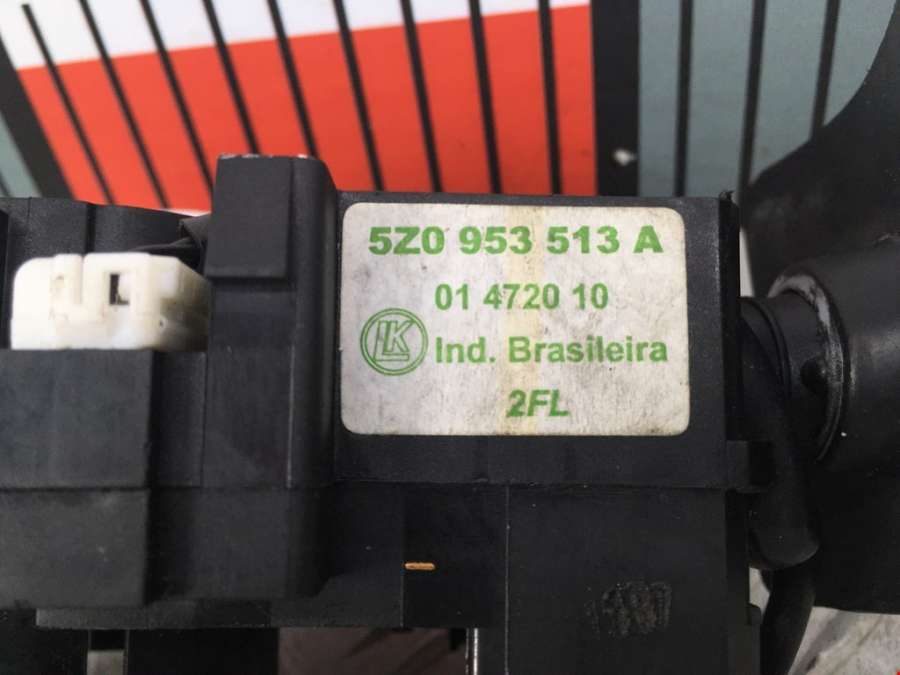 5Z0 953 513 A
01 4720 10
LK Ind. Brasileira
2FL